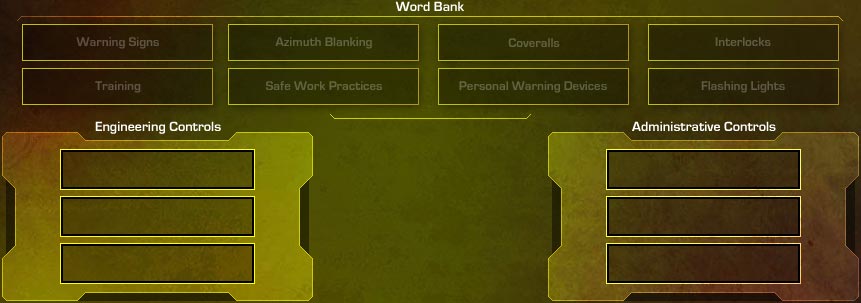 Word Bank
Warning Signs Azimuth Blanking Coveralls Interlocks
Training Safe Work Practices Personal Warning Devices Flashing Lights
Engineering Controls Administrative Controls